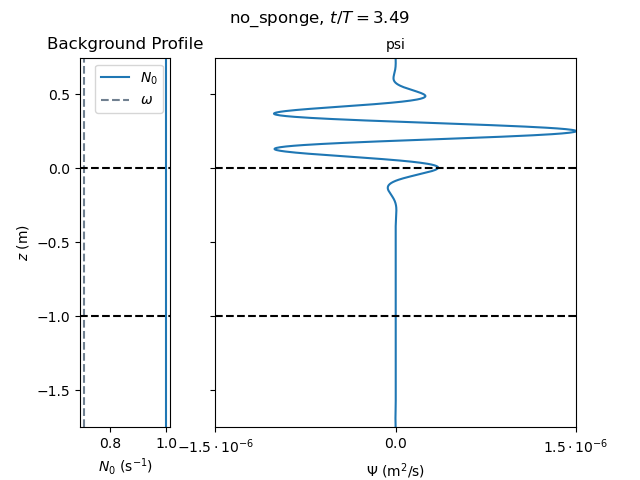 no_sponge, t/T = 3.49
Background Profile
psi
N₀
ω
z (m)
0.5
0.0
−0.5
−1.0
−1.5
0.8
1.0
N₀ (s⁻¹)
−1.5 · 10⁻⁶
0.0
1.5 · 10⁻⁶
Ψ (m²/s)